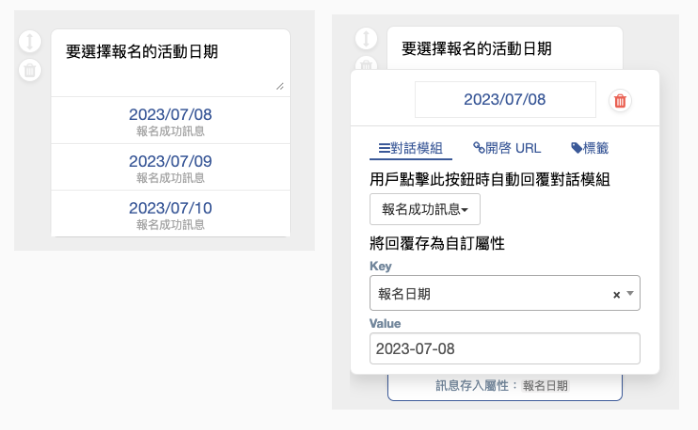 要選擇報名的活動日期
2023/07/08
報名成功訊息
2023/07/09
報名成功訊息
2023/07/10
報名成功訊息
要選擇報名的活動日期
2023/07/08
對話模組 開啓 URL 標籤
用戶點擊此按鈕時自動回覆對話模組
報名成功訊息
將回覆存為自訂屬性
Key
報名日期 ×
Value
2023-07-08
訊息存入屬性：報名日期